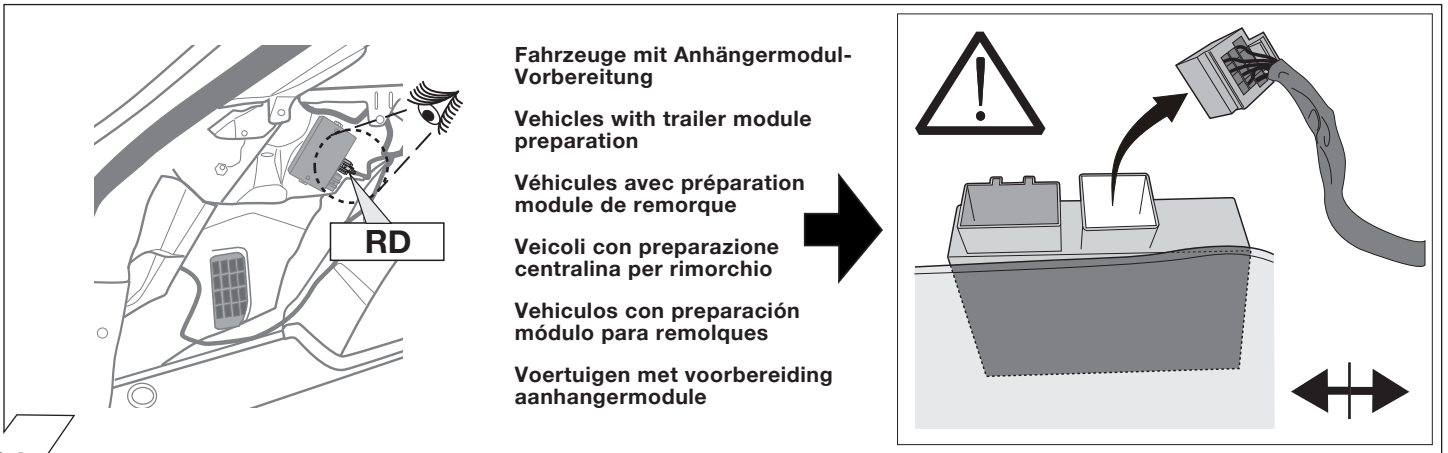 Fahrzeuge mit Anhängermodul-
Vorbereitung
Vehicles with trailer module
preparation
Véhicules avec préparation
module de remorque
Veicoli con preparazione
centralina per rimorchio
Vehiculos con preparación
módulo para remolques
Voertuigen met voorbereiding
aanhangermodule
RD